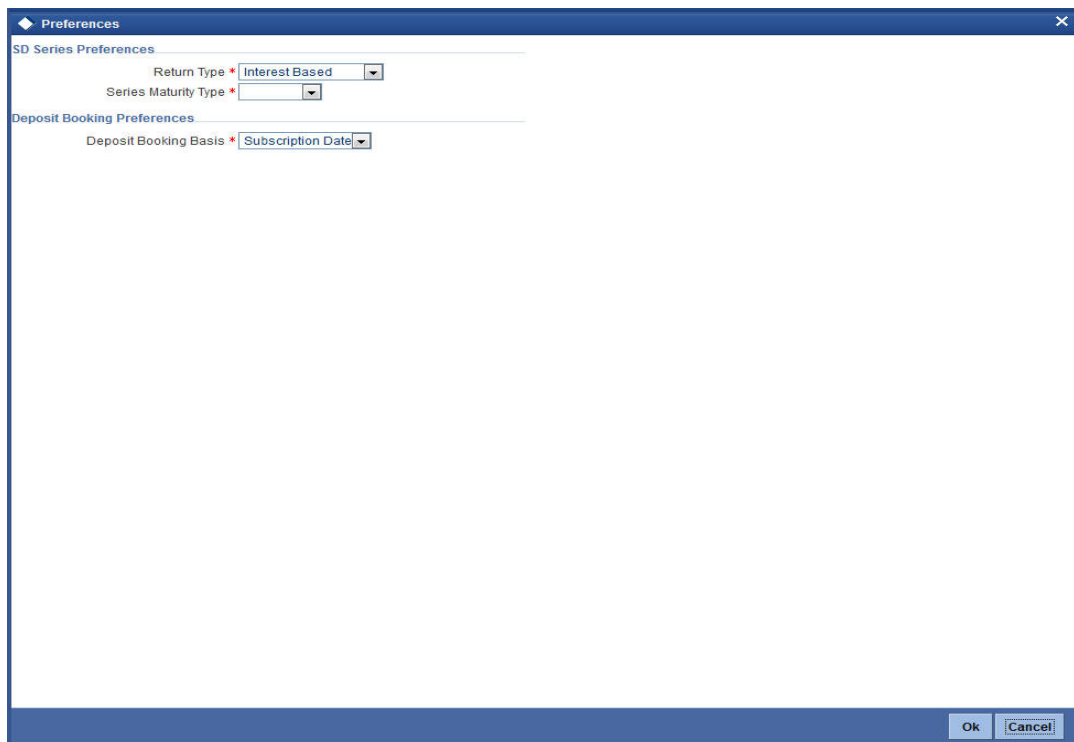 Preferences
SD Series Preferences
Return Type * Interest Based
Series Maturity Type *
Deposit Booking Preferences
Deposit Booking Basis * Subscription Date
Ok Cancel